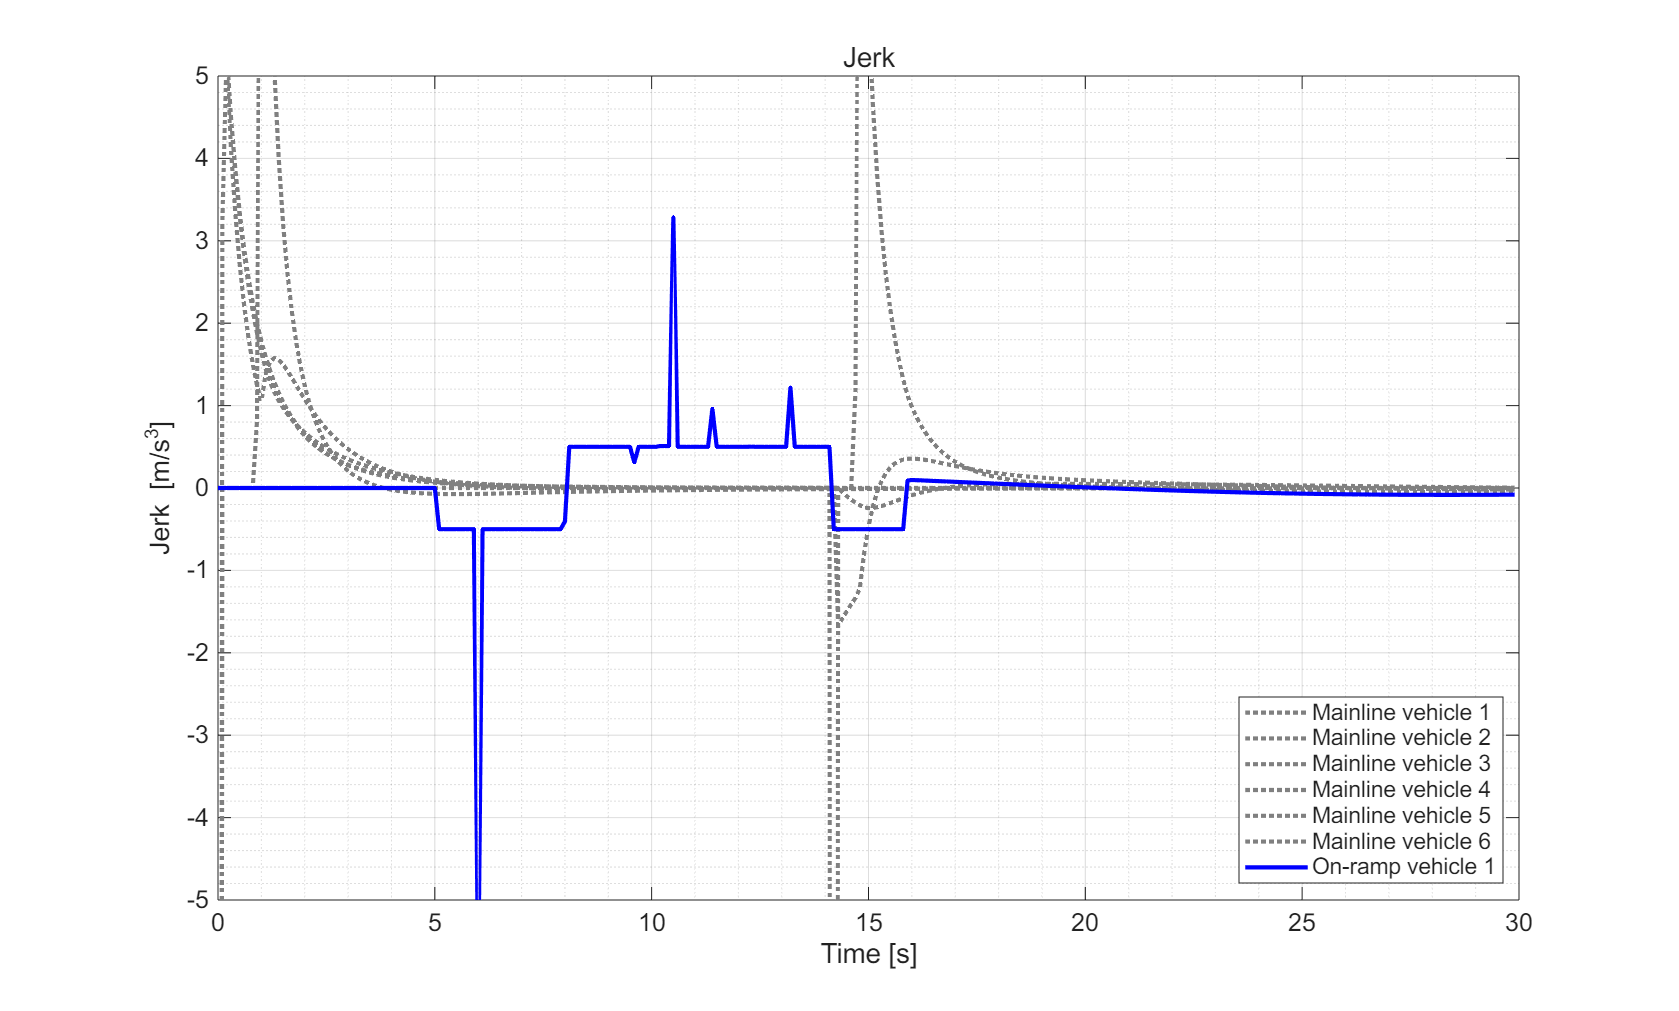 Jerk
5
4
3
2
1
0
-1
-2
-3
-4
-5
Jerk [m/s³]
0 5 10 15 20 25 30
Time [s]
Mainline vehicle 1
Mainline vehicle 2
Mainline vehicle 3
Mainline vehicle 4
Mainline vehicle 5
Mainline vehicle 6
On-ramp vehicle 1